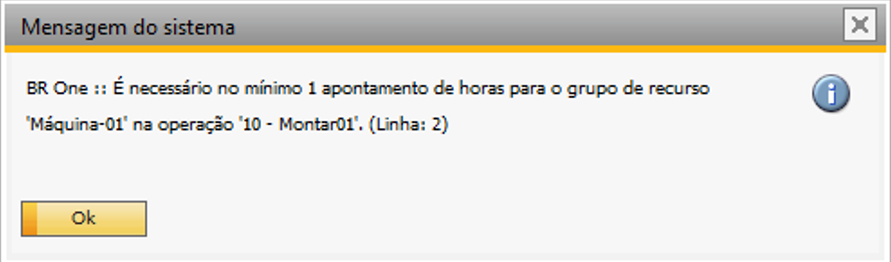 Mensagem do sistema
BR One :: É necessário no mínimo 1 apontamento de horas para o grupo de recurso
'Máquina-01' na operação '10 - Montar01'. (Linha: 2)
Ok